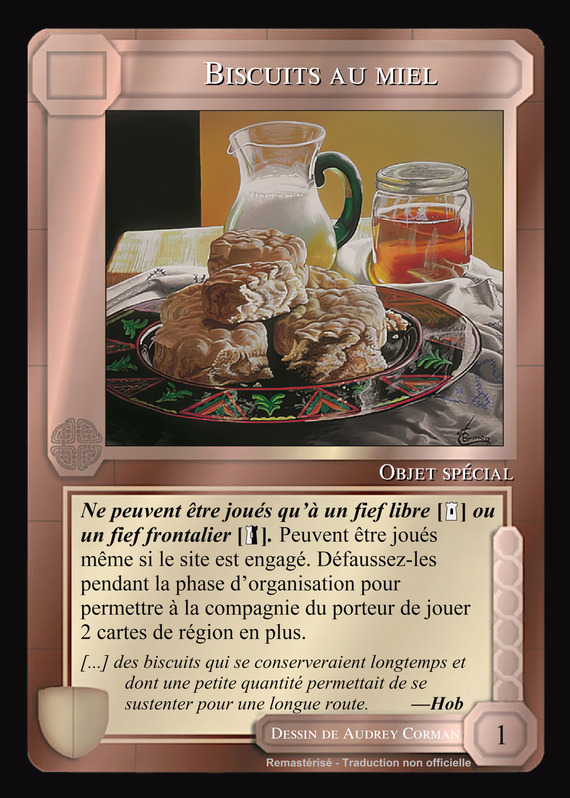 Biscuits au miel
Objet spécial
Ne peuvent être joués qu'à un fief libre [ ] ou
un fief frontalier [ ]. Peuvent être joués
même si le site est engagé. Défaussez-les
pendant la phase d'organisation pour
permettre à la compagnie du porteur de jouer
2 cartes de région en plus.
[...] des biscuits qui se conserveraient longtemps et
dont une petite quantité permettait de se
sustenter pour une longue route. —Hob
Dessin de Audrey Corman
1
Remastérisé - Traduction non officielle